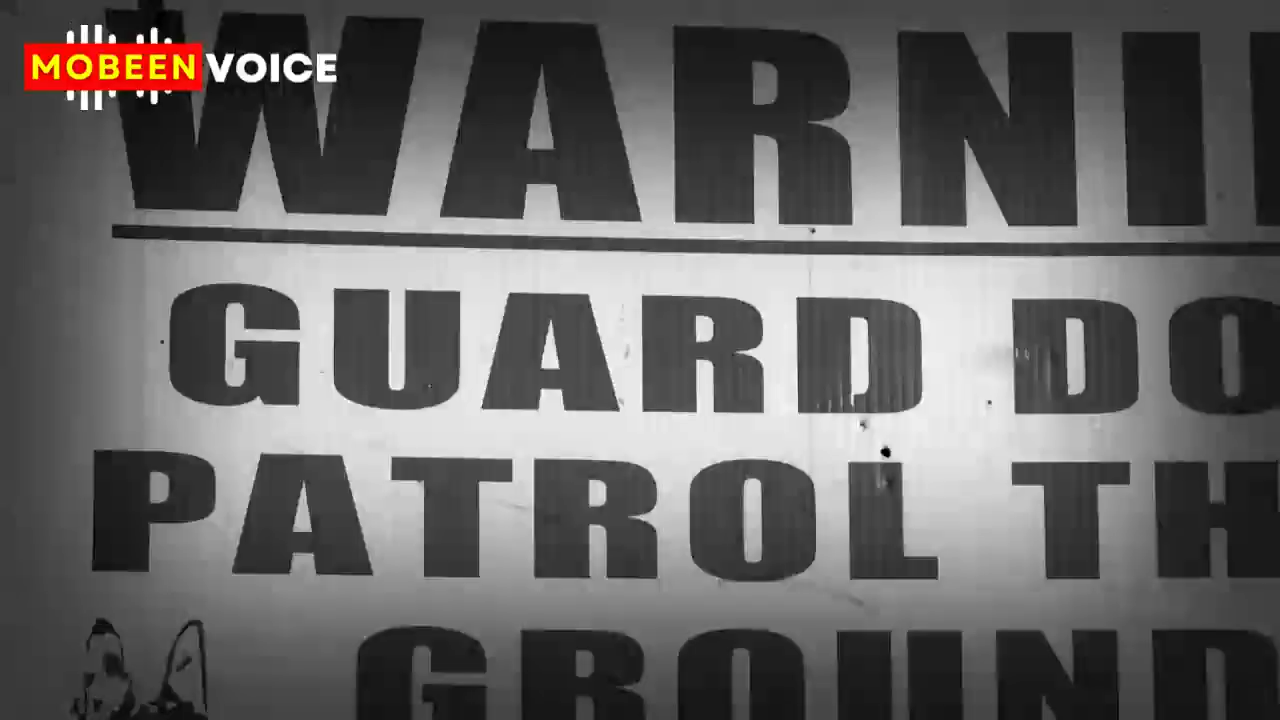 MOBEEN VOICE
WARNI
GUARD DO
PATROL TH
GROUND